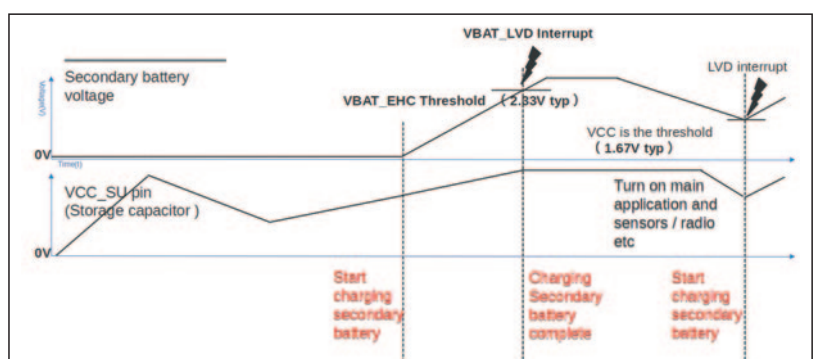 VBAT_LVD Interrupt
LVD interrupt
Secondary battery
voltage
Voltage(V)
VBAT_EHC Threshold
( 2.33V typ )
VCC is the threshold
( 1.67V typ )
0V
Time(t)
VCC_SU pin
(Storage capacitor )
Turn on main
application and
sensors / radio
etc
0V
Start
charging
secondary
battery
Charging
Secondary
battery
complete
Start
charging
secondary
battery